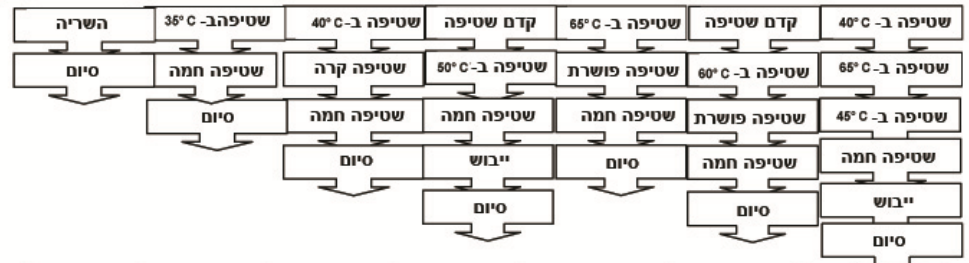 שטיפה ב- 40° C
קדם שטיפה
שטיפה ב- 65° C
קדם שטיפה
שטיפה ב- 40° C
שטיפהב- 35° C
השריה
שטיפה ב- 65° C
שטיפה ב- 60° C
שטיפה פושרת
שטיפה ב- 50° C
שטיפה קרה
שטיפה חמה
סיום
שטיפה ב- 45° C
שטיפה פושרת
שטיפה חמה
שטיפה חמה
שטיפה חמה
סיום
שטיפה חמה
שטיפה חמה
סיום
ייבוש
סיום
ייבוש
סיום
סיום
סיום